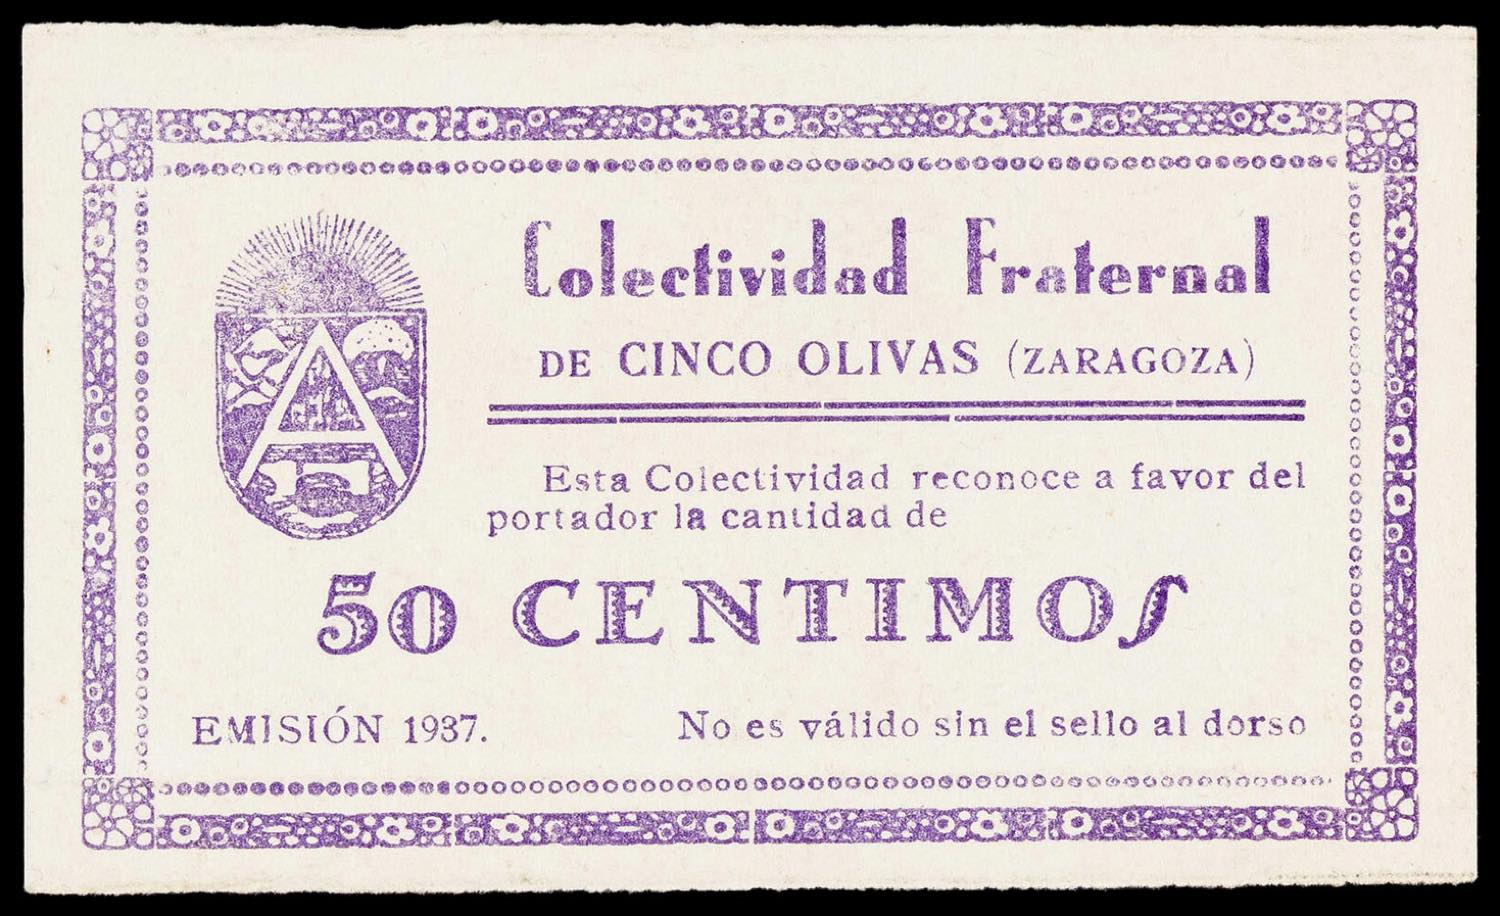 Colectividad Fraternal
DE CINCO OLIVAS (ZARAGOZA)
Esta Colectividad reconoce a favor del
portador la cantidad de
50 CENTIMOS
EMISIÓN 1937.
No es válido sin el sello al dorso
A